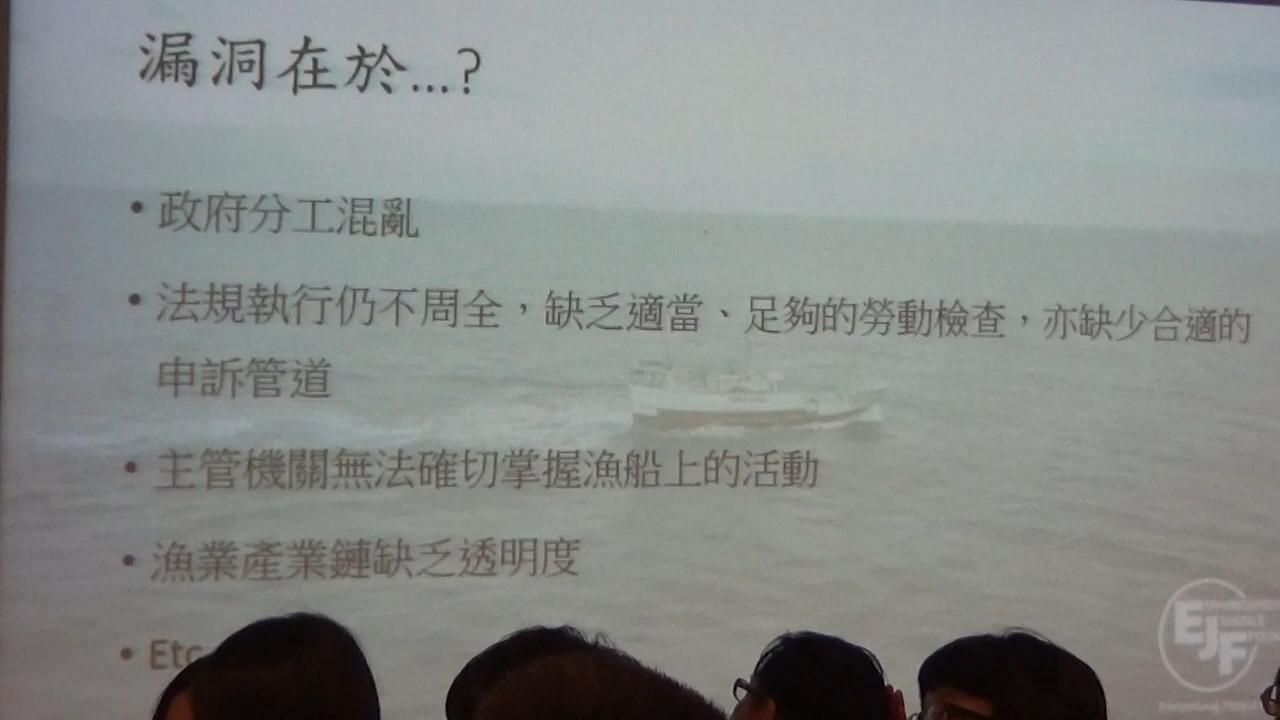 漏洞在於...?
• 政府分工混亂
• 法規執行仍不周全，缺乏適當、足夠的勞動檢查，亦缺少合適的
申訴管道
• 主管機關無法確切掌握漁船上的活動
• 漁業產業鏈缺乏透明度
• Etc
EJF